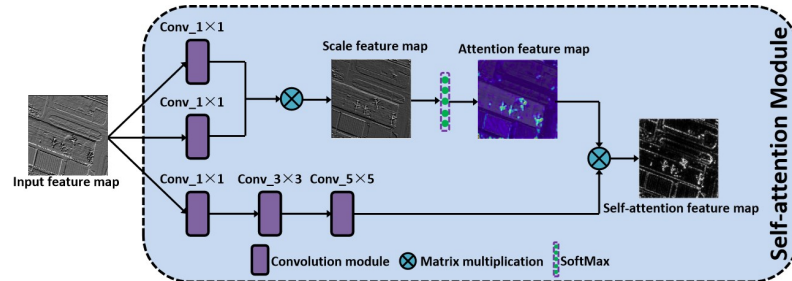 Conv_1×1
Scale feature map
Attention feature map
Conv_1×1
Input feature map
Conv_1×1
Conv_3×3
Conv_5×5
Self-attention feature map
Convolution module
Matrix multiplication
SoftMax
Self-attention Module